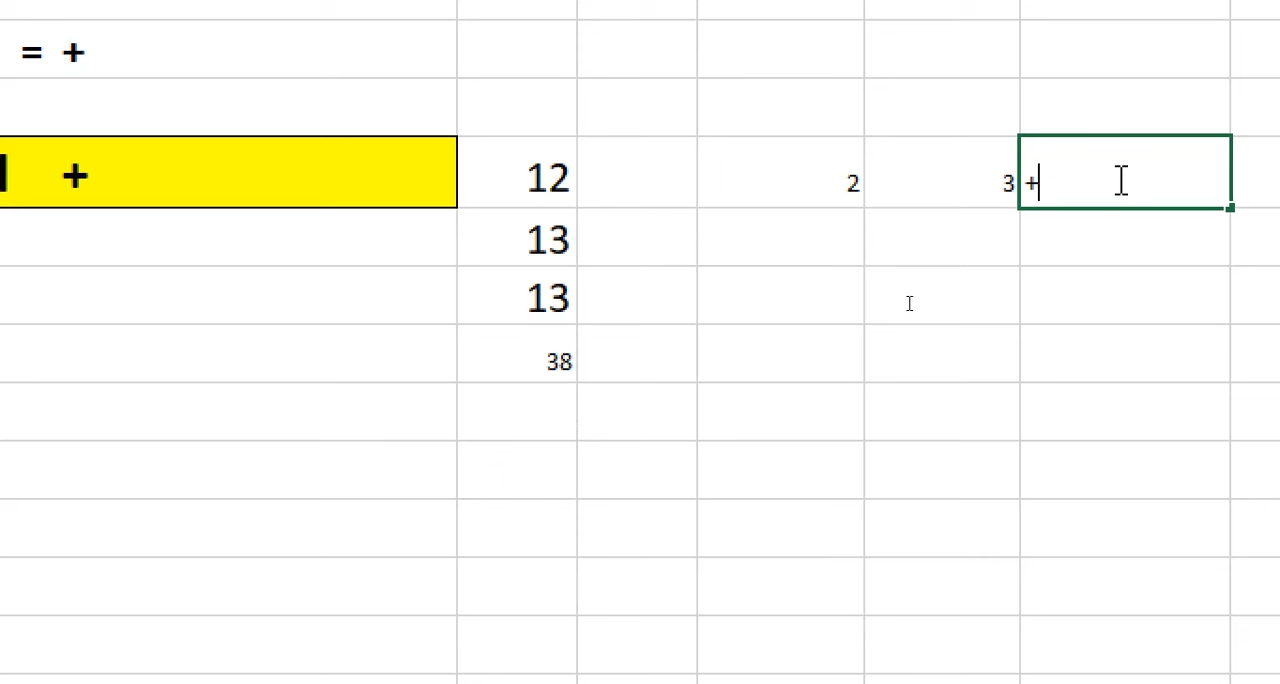 = +
+ 12 2 3 +
13
13
38